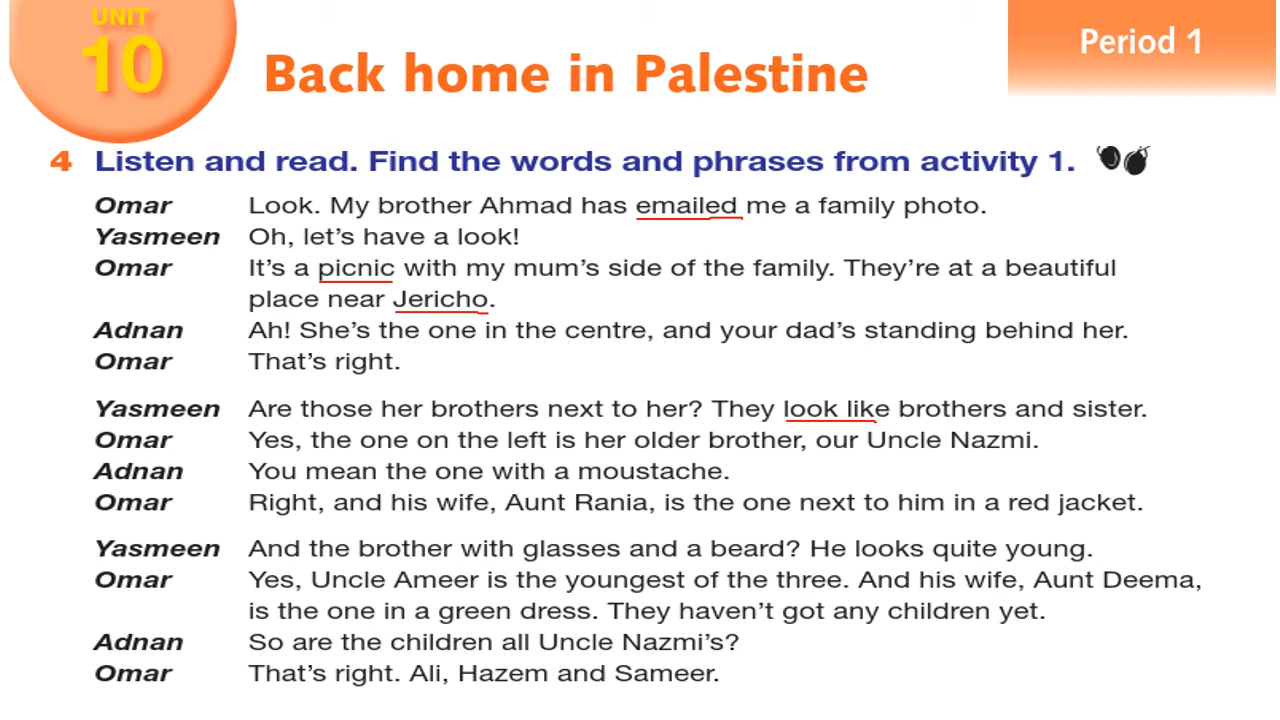 UNIT
10
Back home in Palestine
Period 1
4 Listen and read. Find the words and phrases from activity 1.
Omar Look. My brother Ahmad has emailed me a family photo.
Yasmeen Oh, let's have a look!
Omar It's a picnic with my mum's side of the family. They're at a beautiful
place near Jericho.
Adnan Ah! She's the one in the centre, and your dad's standing behind her.
Omar That's right.
Yasmeen Are those her brothers next to her? They look like brothers and sister.
Omar Yes, the one on the left is her older brother, our Uncle Nazmi.
Adnan You mean the one with a moustache.
Omar Right, and his wife, Aunt Rania, is the one next to him in a red jacket.
Yasmeen And the brother with glasses and a beard? He looks quite young.
Omar Yes, Uncle Ameer is the youngest of the three. And his wife, Aunt Deema,
is the one in a green dress. They haven't got any children yet.
Adnan So are the children all Uncle Nazmi's?
Omar That's right. Ali, Hazem and Sameer.